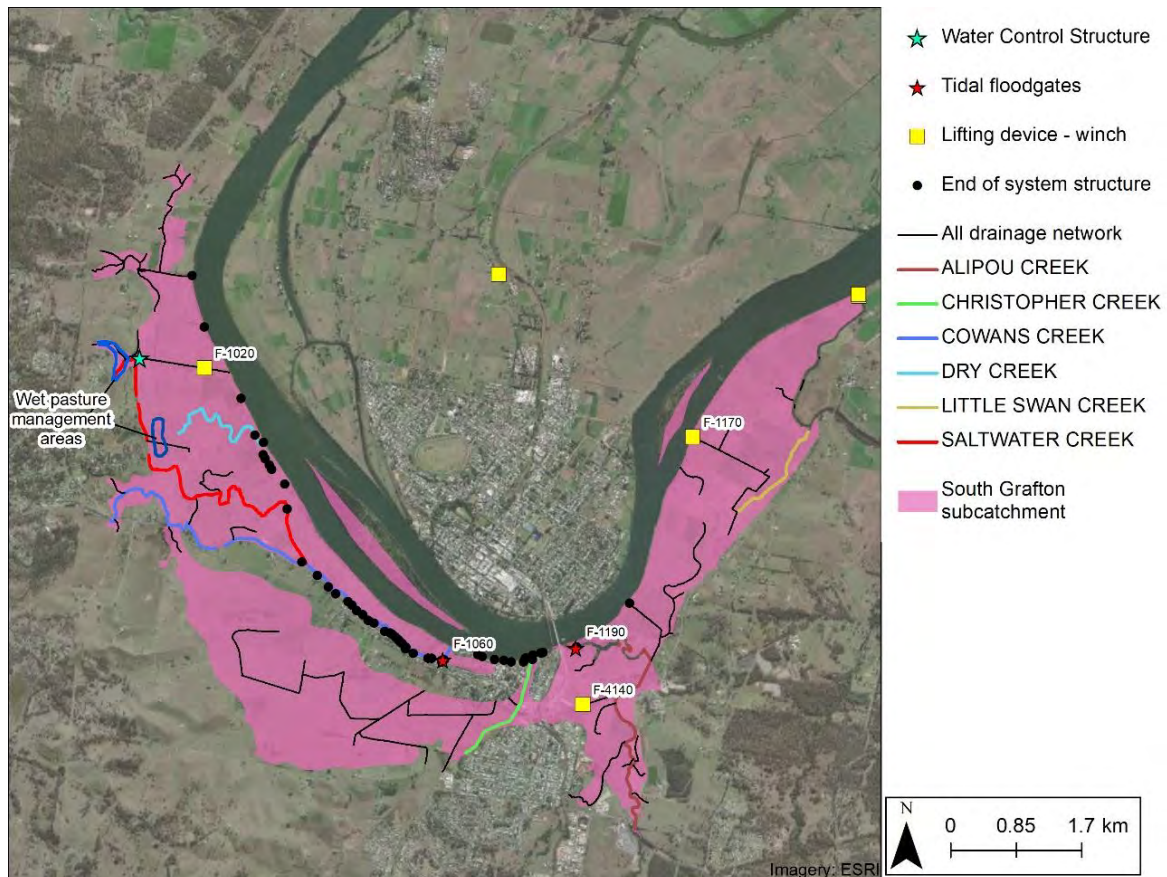 F-1020
Wet pasture
management
areas
F-1170
F-1060
F-1190
F-4140
Imagery: ESRI
Water Control Structure
Tidal floodgates
Lifting device - winch
End of system structure
All drainage network
ALIPOU CREEK
CHRISTOPHER CREEK
COWANS CREEK
DRY CREEK
LITTLE SWAN CREEK
SALTWATER CREEK
South Grafton
subcatchment
N
0 0.85 1.7 km